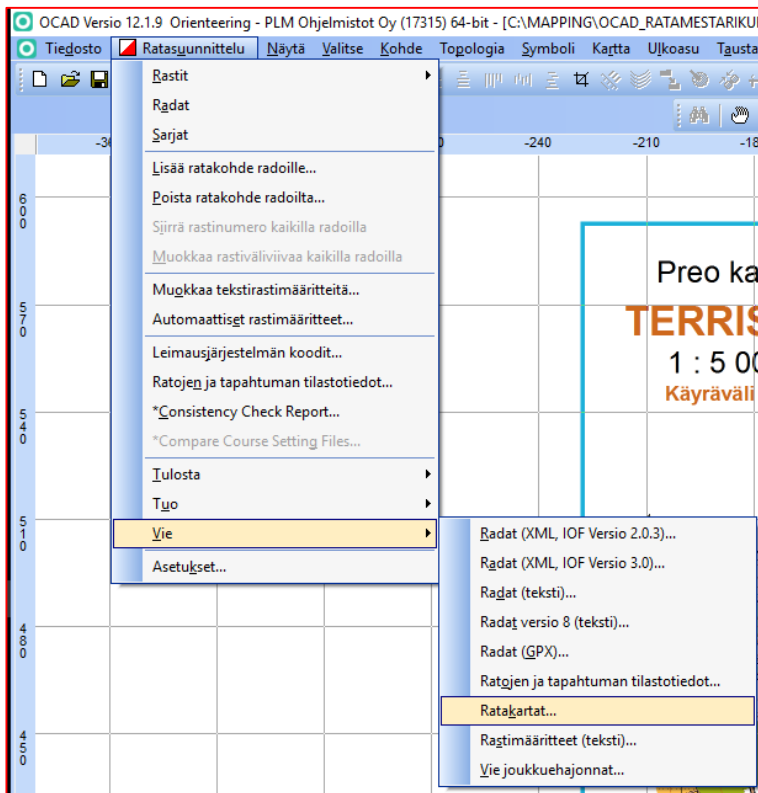 OCAD Versio 12.1.9 Orienteering - PLM Ohjelmistot Oy (17315) 64-bit - [C:\MAPPING\OCAD_RATAMESTARIKU
Tiedosto Ratasuunnittelu Näytä Valitse Kohde Topologia Symboli Kartta Ulkoasu Tausta
Rastit
Radat
Sarjat
Lisää ratakohde radoille...
Poista ratakohde radoilta...
Siirrä rastinumero kaikilla radoilla
Muokkaa rastiväliviivaa kaikilla radoilla
Muokkaa tekstirastimääritteitä...
Automaattiset rastimääritteet...
Leimausjärjestelmän koodit...
Ratojen ja tapahtuman tilastotiedot...
*Consistency Check Report...
*Compare Course Setting Files...
Tulosta
Tuo
Vie
Asetukset...
Radat (XML, IOF Versio 2.0.3)...
Radat (XML, IOF Versio 3.0)...
Radat (teksti)...
Radat versio 8 (teksti)...
Radat (GPX)...
Ratojen ja tapahtuman tilastotiedot...
Ratakartat...
Rastimääritteet (teksti)...
Vie joukkuehajonnat...
-240 -210 -18
600
570
540
510
480
450
Preo ka
TERRIS
1 : 5 00
Käyräväli